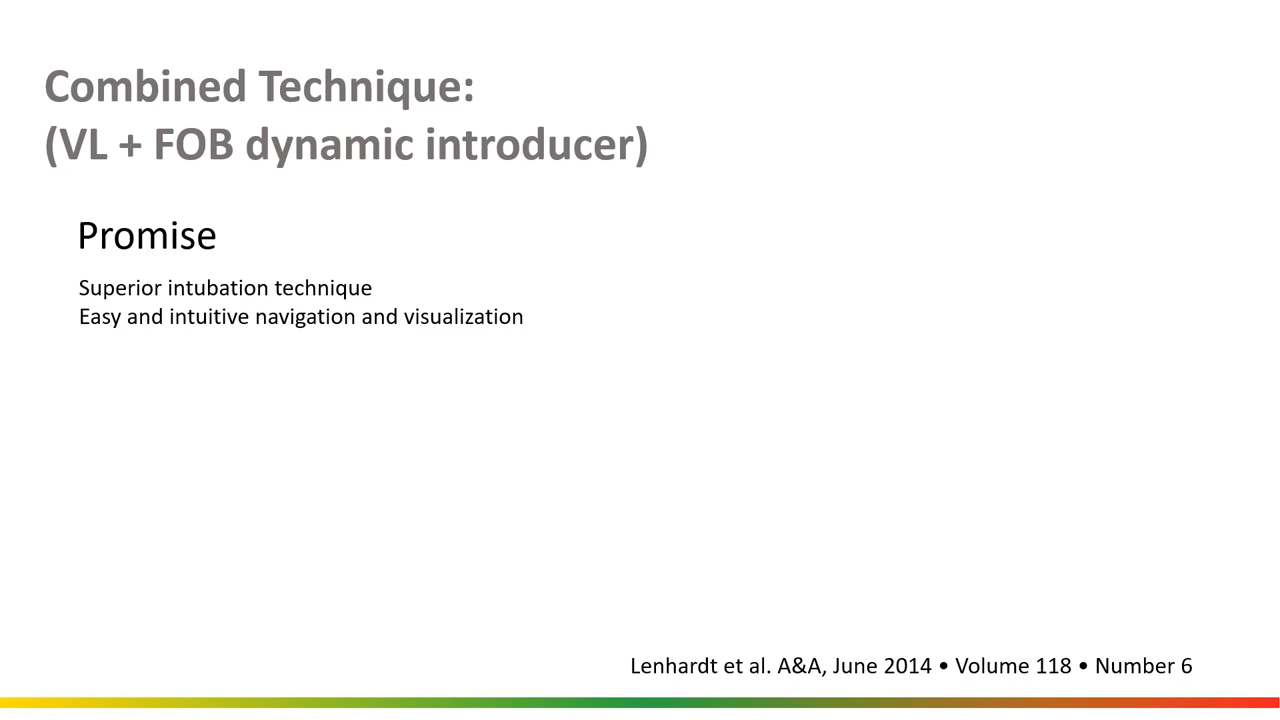 Combined Technique:
(VL + FOB dynamic introducer)
Promise
Superior intubation technique
Easy and intuitive navigation and visualization
Lenhardt et al. A&A, June 2014 • Volume 118 • Number 6